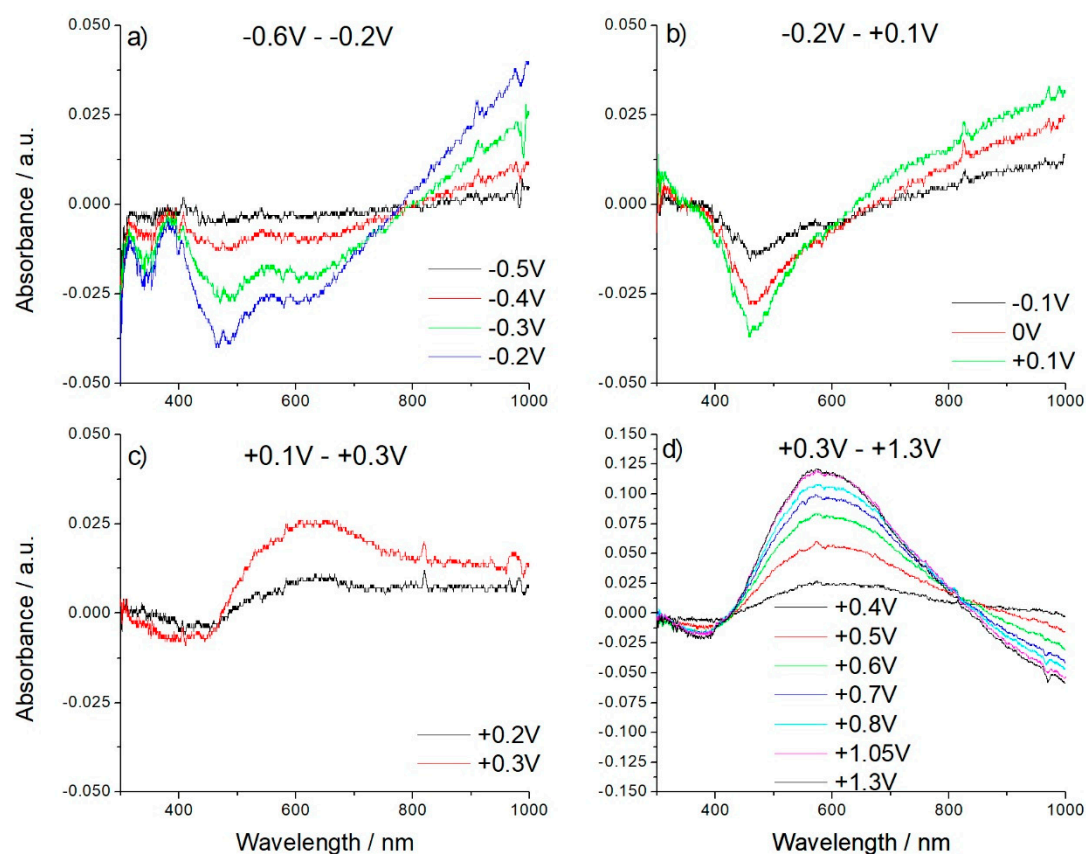 a)
-0.6V - -0.2V
0.050
0.025
0.000
-0.025
-0.050
Absorbance / a.u.
-0.5V
-0.4V
-0.3V
-0.2V
400
600
800
1000
b)
-0.2V - +0.1V
0.050
0.025
0.000
-0.025
-0.050
-0.1V
0V
+0.1V
400
600
800
1000
c)
+0.1V - +0.3V
0.050
0.025
0.000
-0.025
-0.050
Absorbance / a.u.
+0.2V
+0.3V
400
600
800
1000
Wavelength / nm
d)
+0.3V - +1.3V
0.150
0.125
0.100
0.075
0.050
0.025
0.000
-0.025
-0.050
-0.075
-0.100
-0.125
-0.150
+0.4V
+0.5V
+0.6V
+0.7V
+0.8V
+1.05V
+1.3V
400
600
800
1000
Wavelength / nm